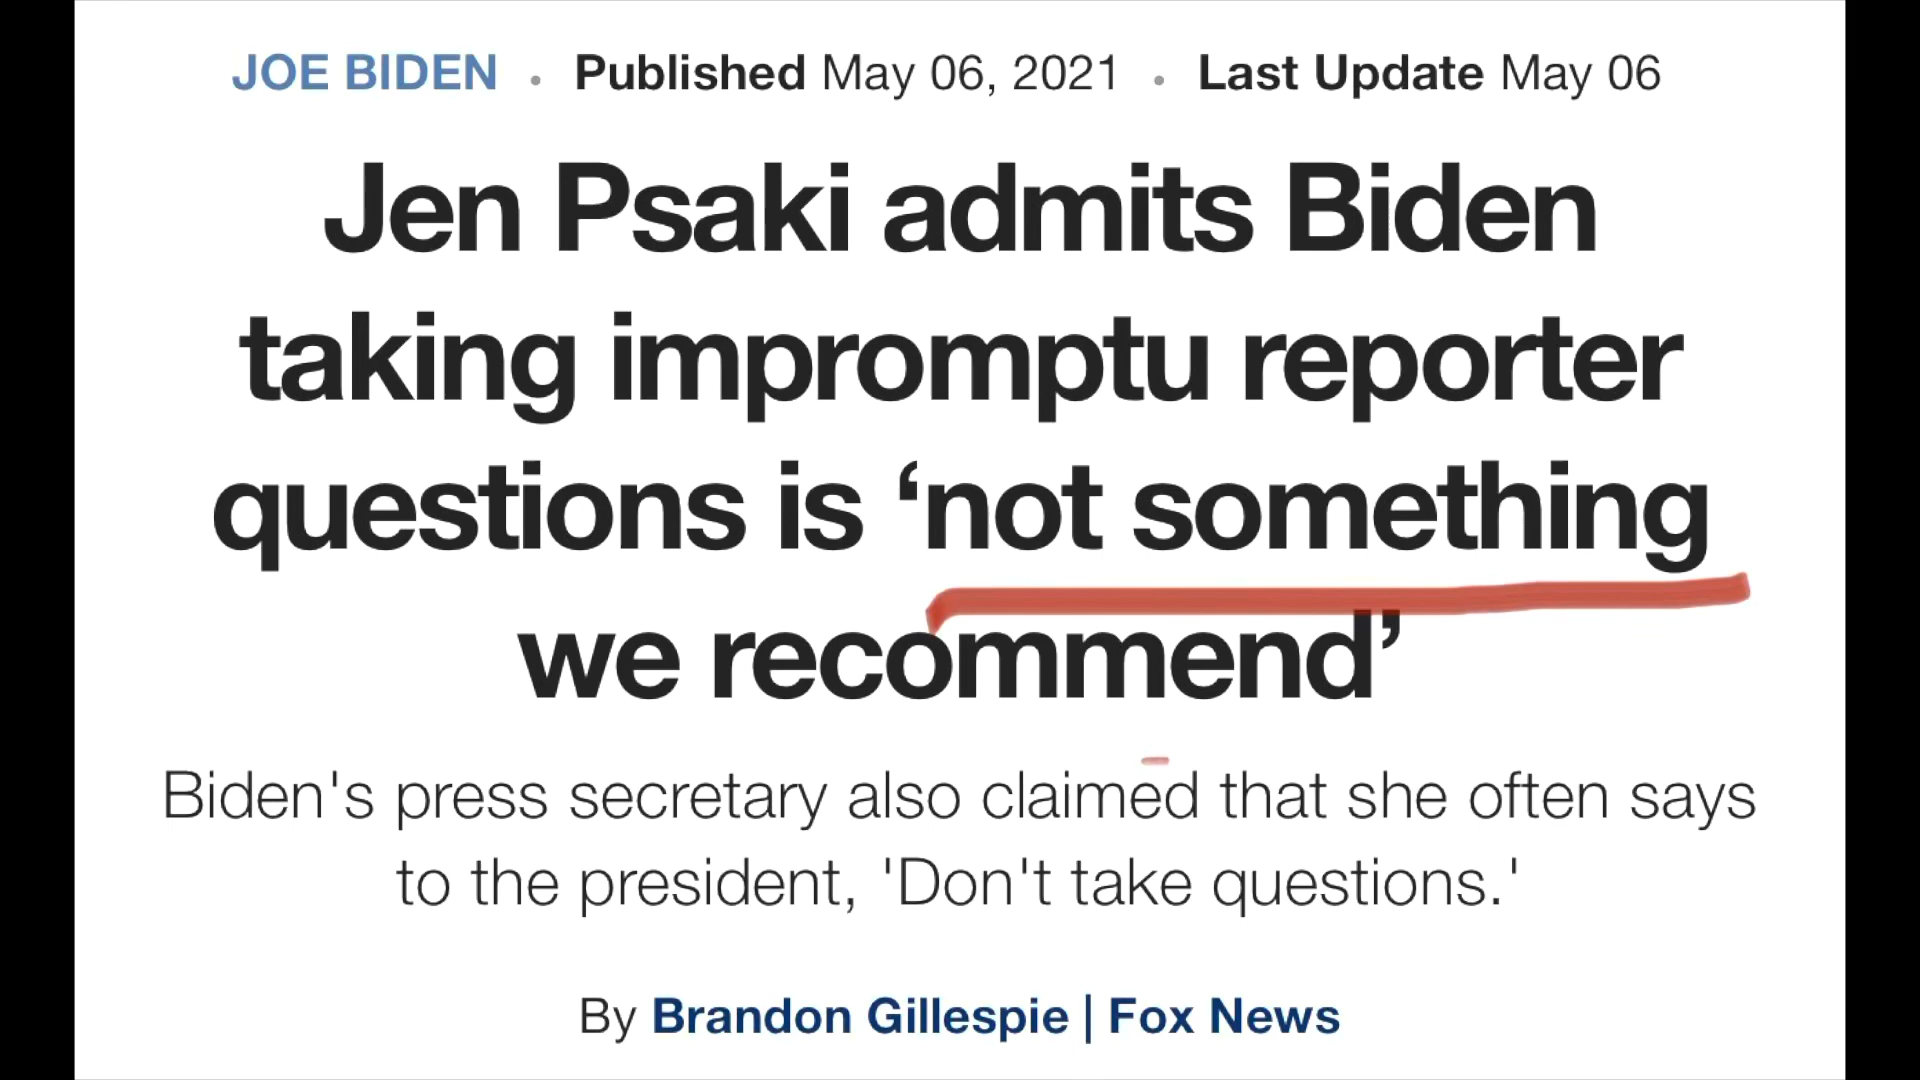 JOE BIDEN · Published May 06, 2021 · Last Update May 06
Jen Psaki admits Biden
taking impromptu reporter
questions is ‘not something
we recommend’
Biden's press secretary also claimed that she often says
to the president, 'Don't take questions.'
By Brandon Gillespie | Fox News